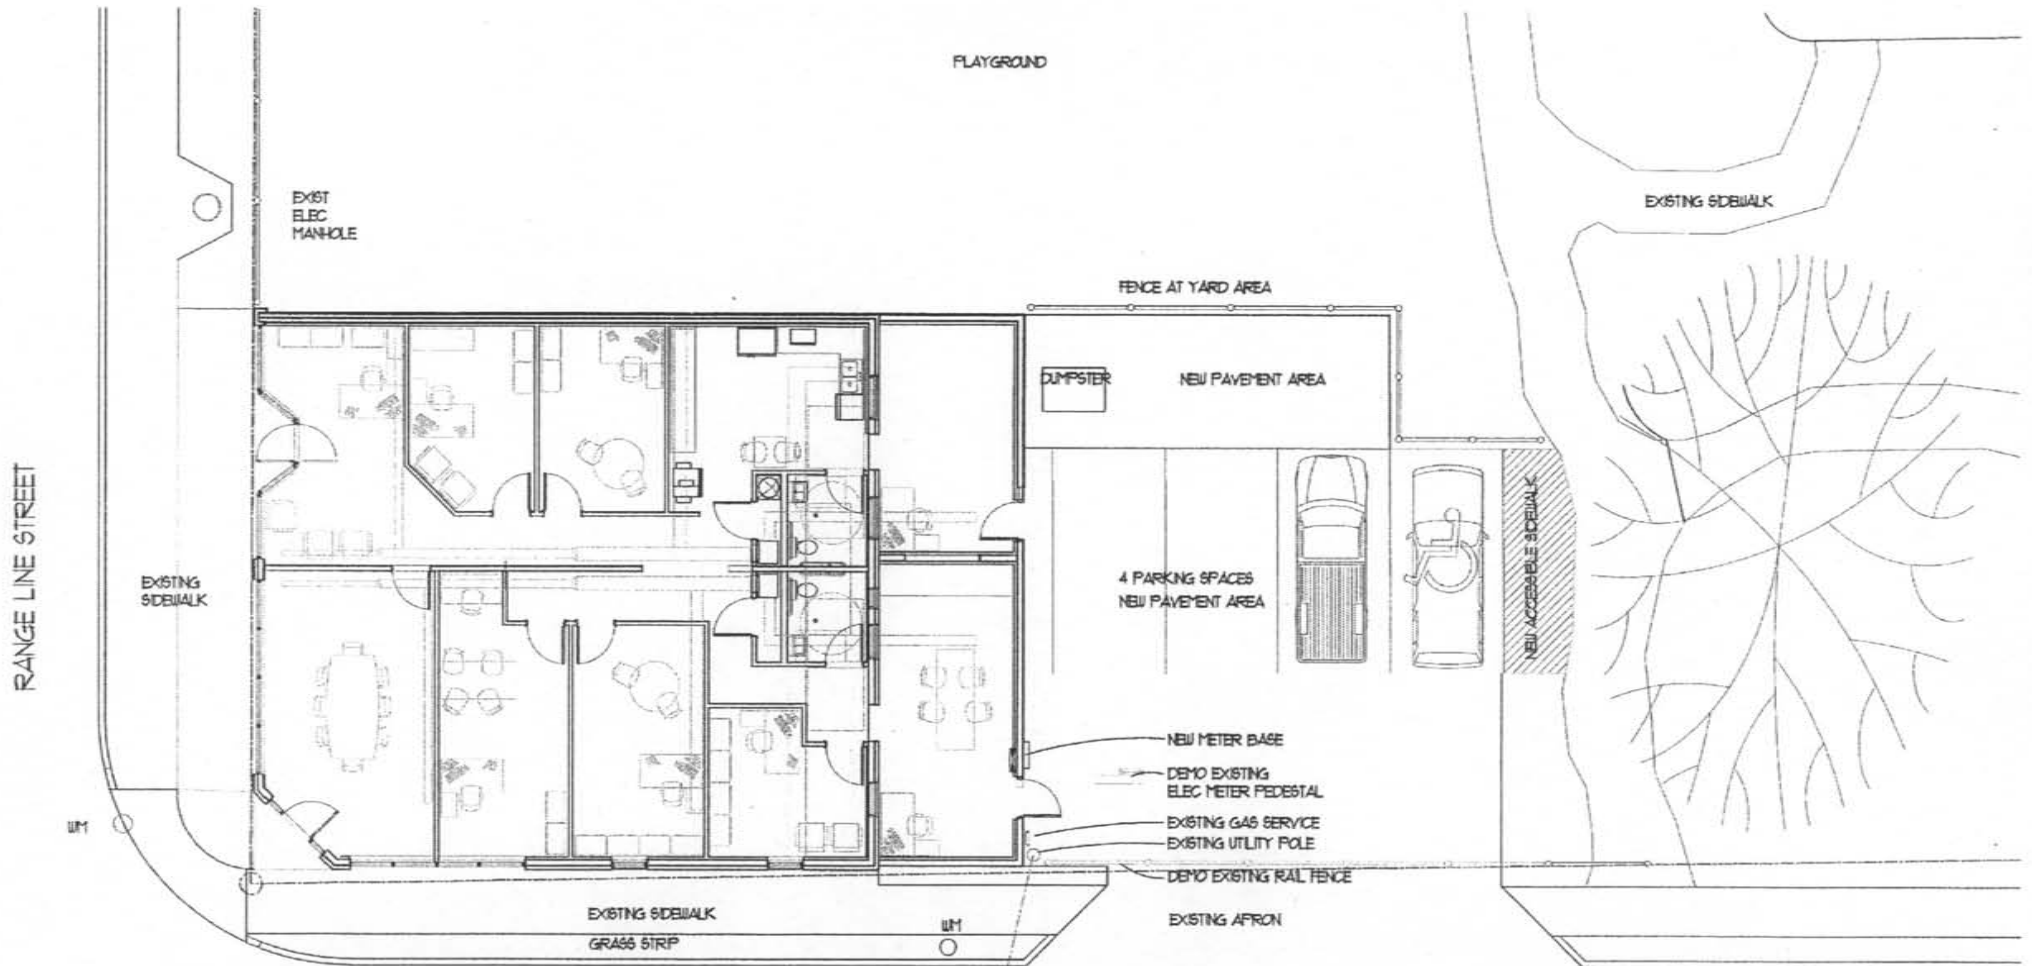 PLAYGROUND
EXIST
ELEC
MANHOLE
EXISTING SIDEWALK
FENCE AT YARD AREA
DUMPSTER
NEW PAVEMENT AREA
RANGE LINE STREET
EXISTING
SIDEWALK
4 PARKING SPACES
NEW PAVEMENT AREA
NEW ACCESSIBLE SIDEWALK
NEW METER BASE
DEMO EXISTING
ELEC METER PEDESTAL
WM
EXISTING GAS SERVICE
EXISTING UTILITY POLE
DEMO EXISTING RAIL FENCE
EXISTING SIDEWALK
WM
EXISTING APRON
GRASS STRIP